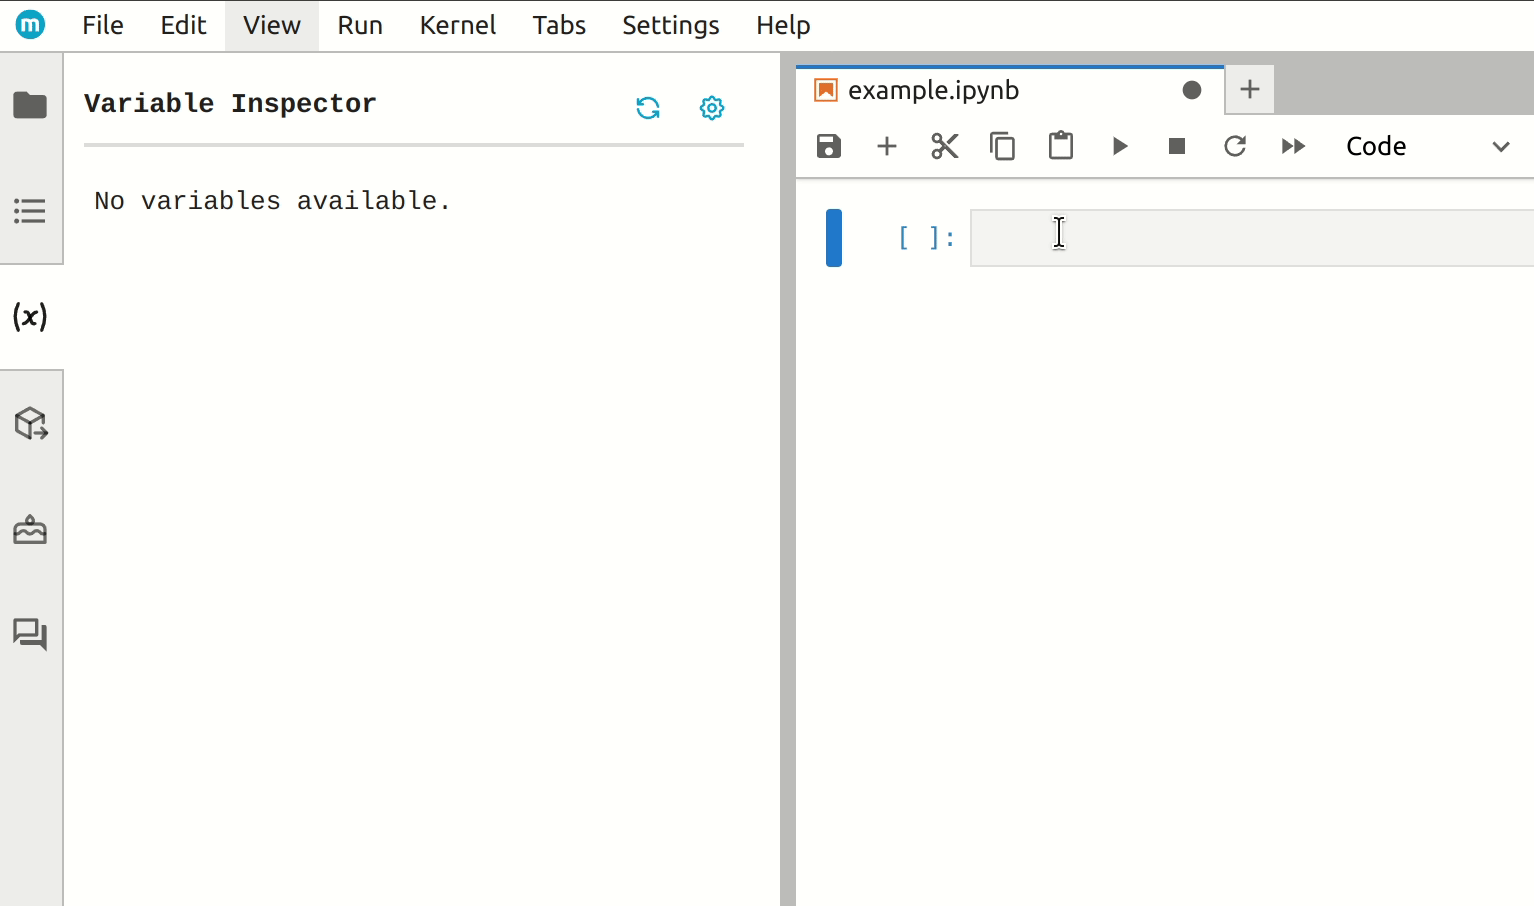 m File Edit View Run Kernel Tabs Settings Help
Variable Inspector
No variables available.
(x)
example.ipynb
Code
[ ]: